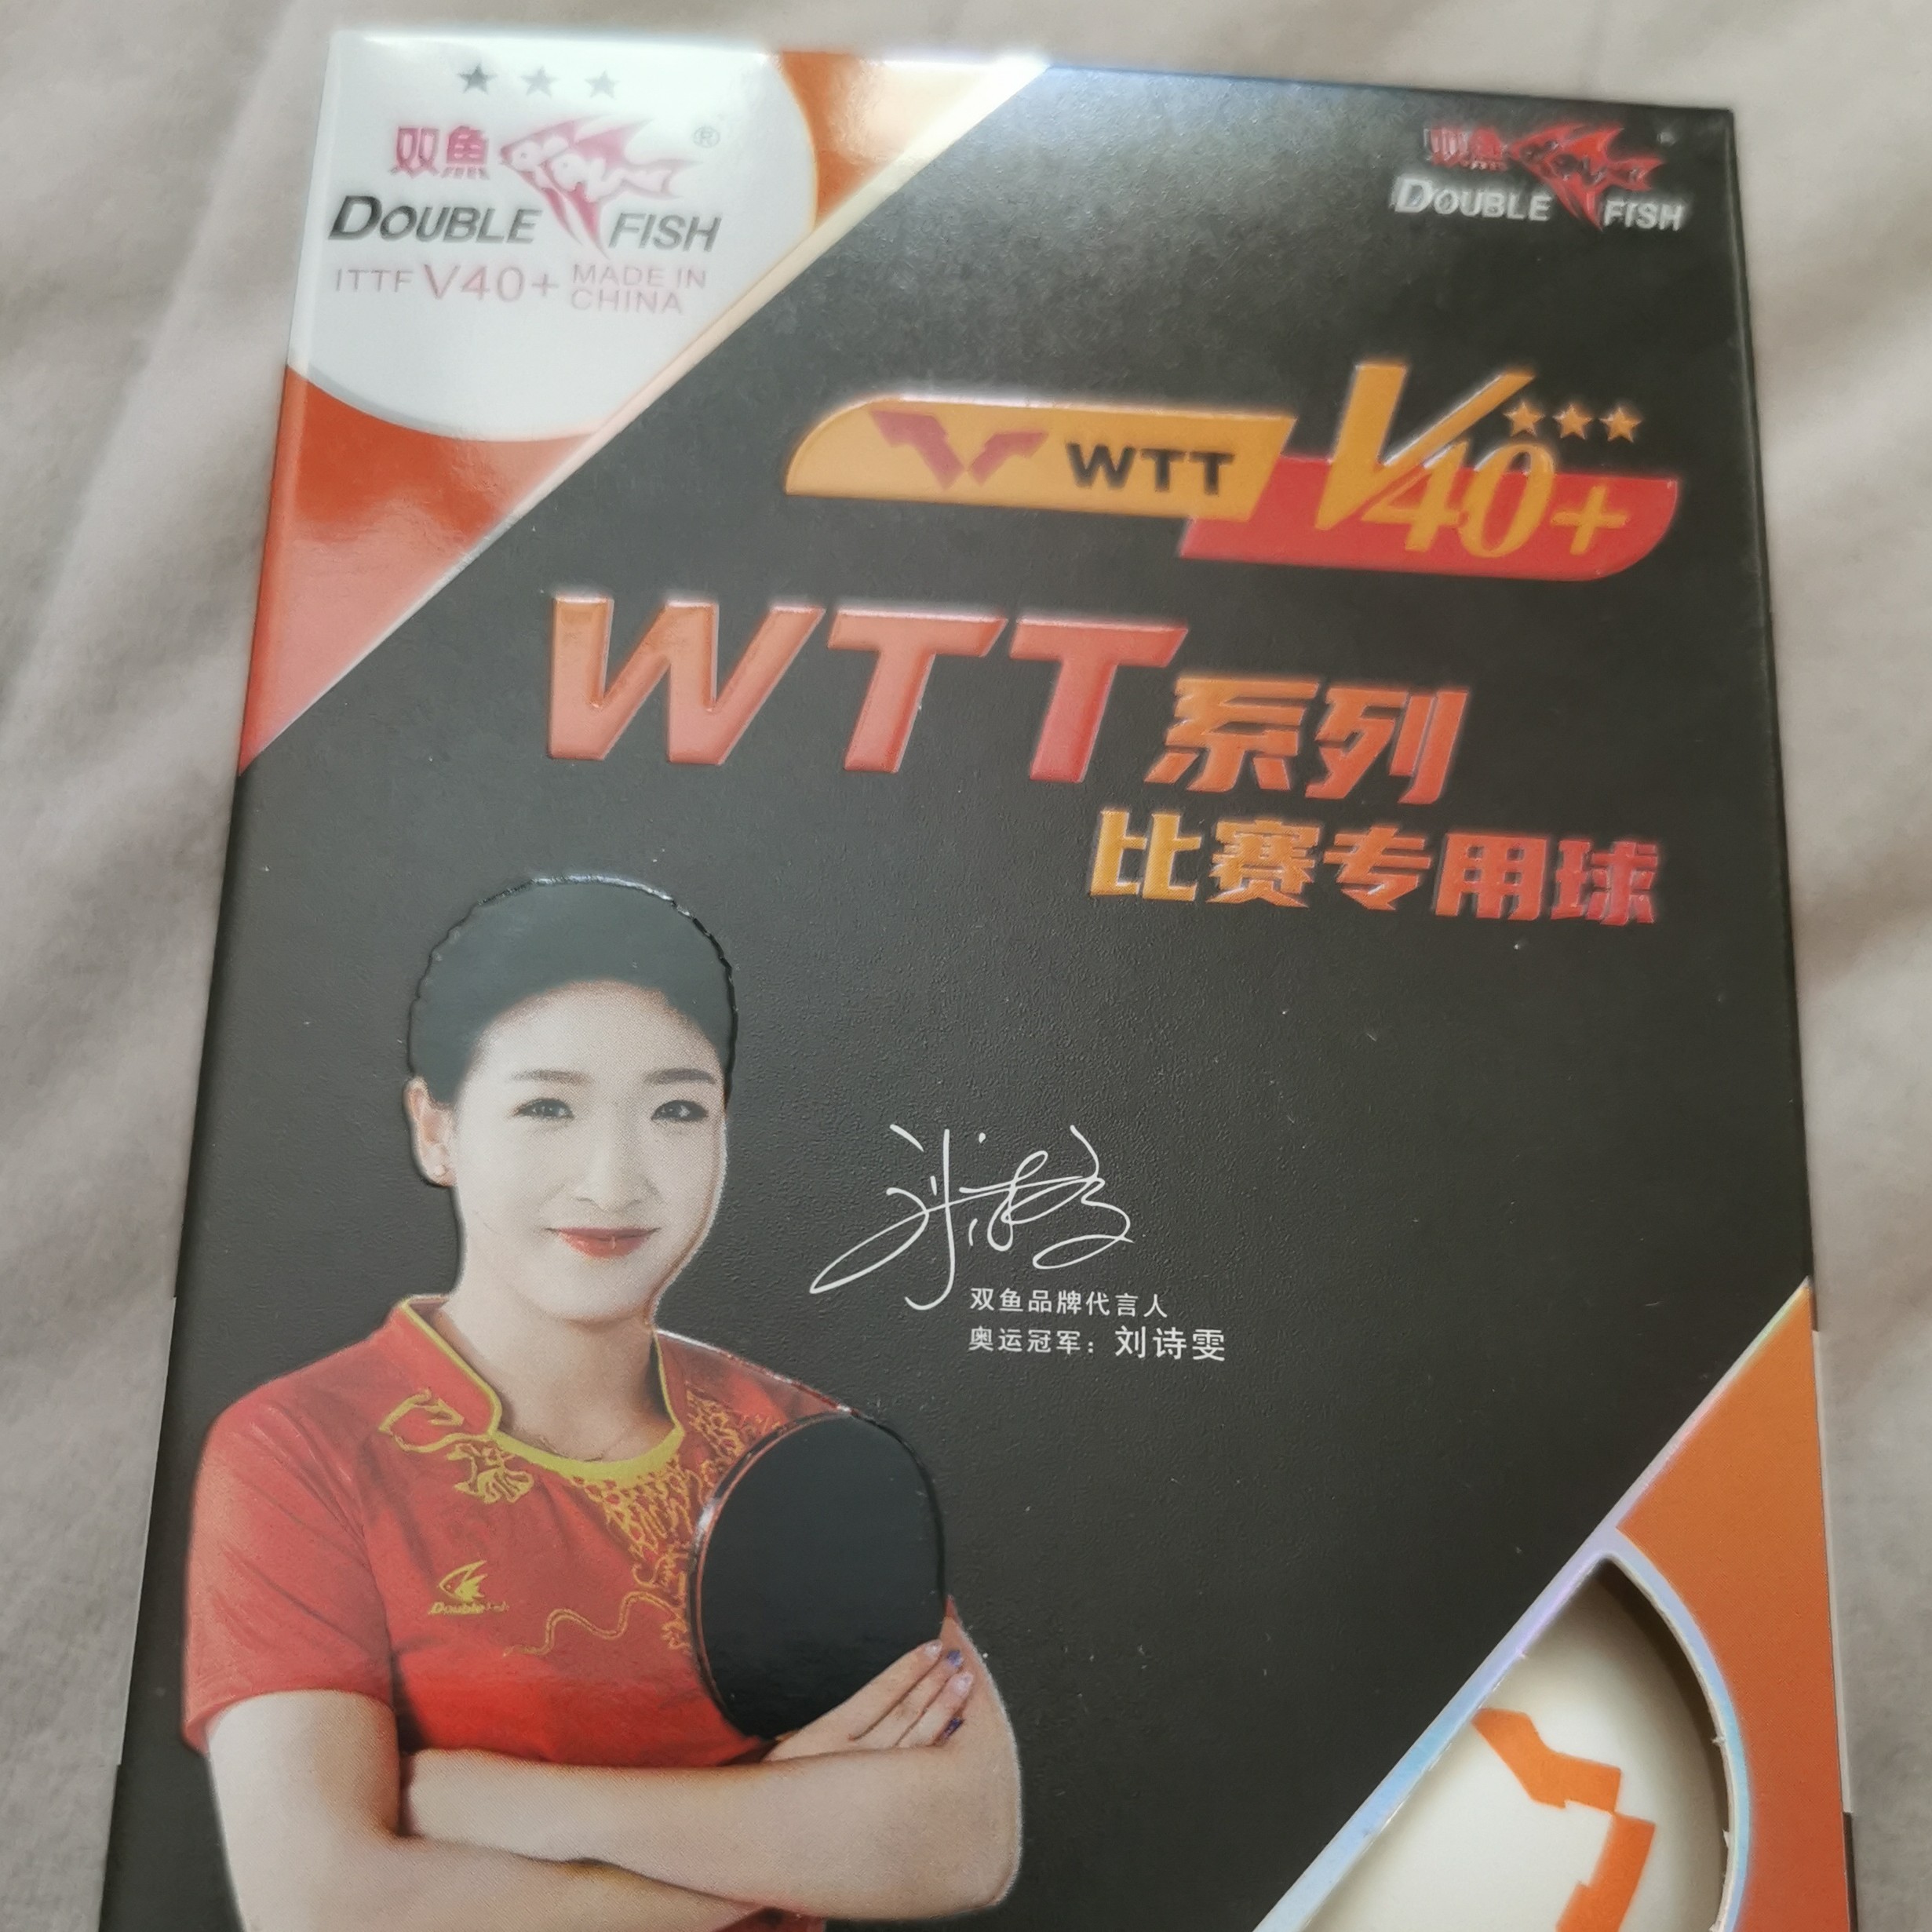 ★★★
双魚 ®
DOUBLE FISH
ITTF V40+ MADE IN CHINA
双魚
DOUBLE FISH
WTT V40+ ★★★
WTT系列
比赛专用球
双鱼品牌代言人
奥运冠军：刘诗雯
Double Fish